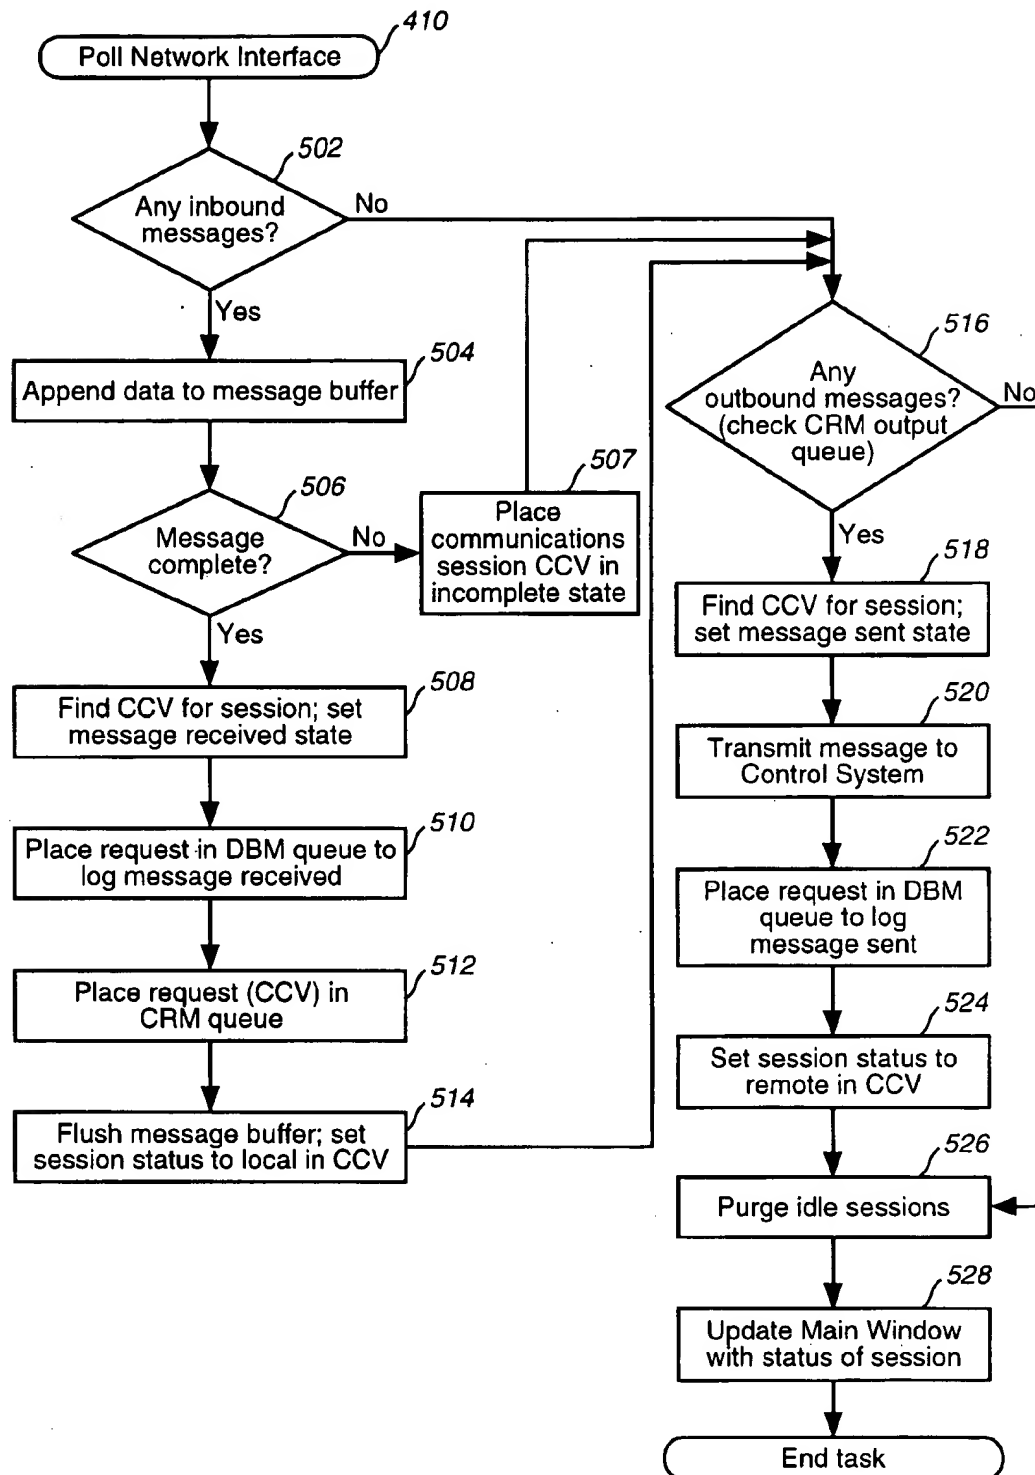 410
Poll Network Interface
502
Any inbound
messages?
No
Yes
504
Append data to message buffer
506
Message
complete?
No
Yes
507
Place
communications
session CCV in
incomplete state
508
Find CCV for session; set
message received state
510
Place request in DBM queue to
log message received
512
Place request (CCV) in
CRM queue
514
Flush message buffer; set
session status to local in CCV
516
Any
outbound messages?
(check CRM output
queue)
No
Yes
518
Find CCV for session;
set message sent state
520
Transmit message to
Control System
522
Place request in DBM
queue to log
message sent
524
Set session status to
remote in CCV
526
Purge idle sessions
528
Update Main Window
with status of session
End task